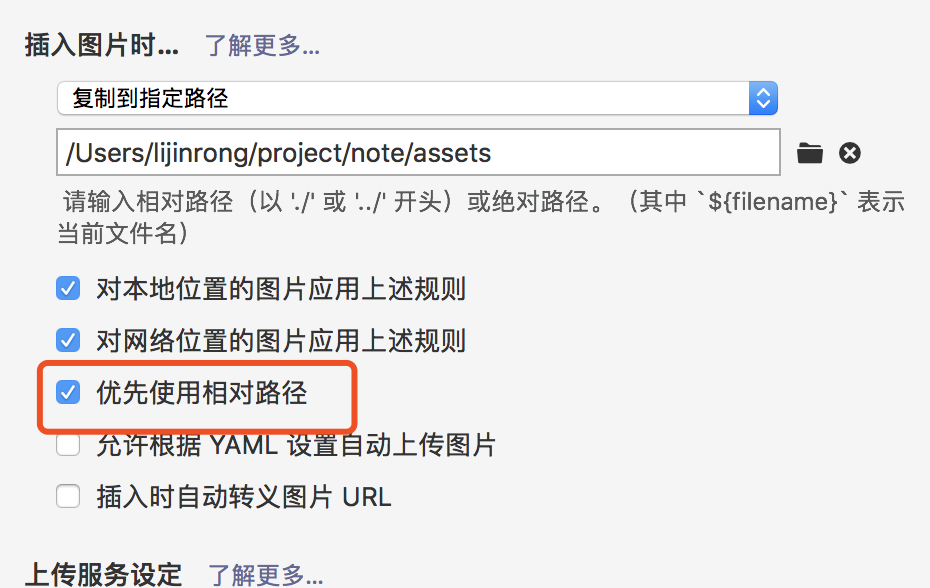 插入图片时... 了解更多...
复制到指定路径
/Users/lijinrong/project/note/assets
请输入相对路径（以 './' 或 '../' 开头）或绝对路径。（其中 `${filename}` 表示
当前文件名）
对本地位置的图片应用上述规则
对网络位置的图片应用上述规则
优先使用相对路径
允许根据 YAML 设置自动上传图片
插入时自动转义图片 URL
上传服务设定 了解更多...